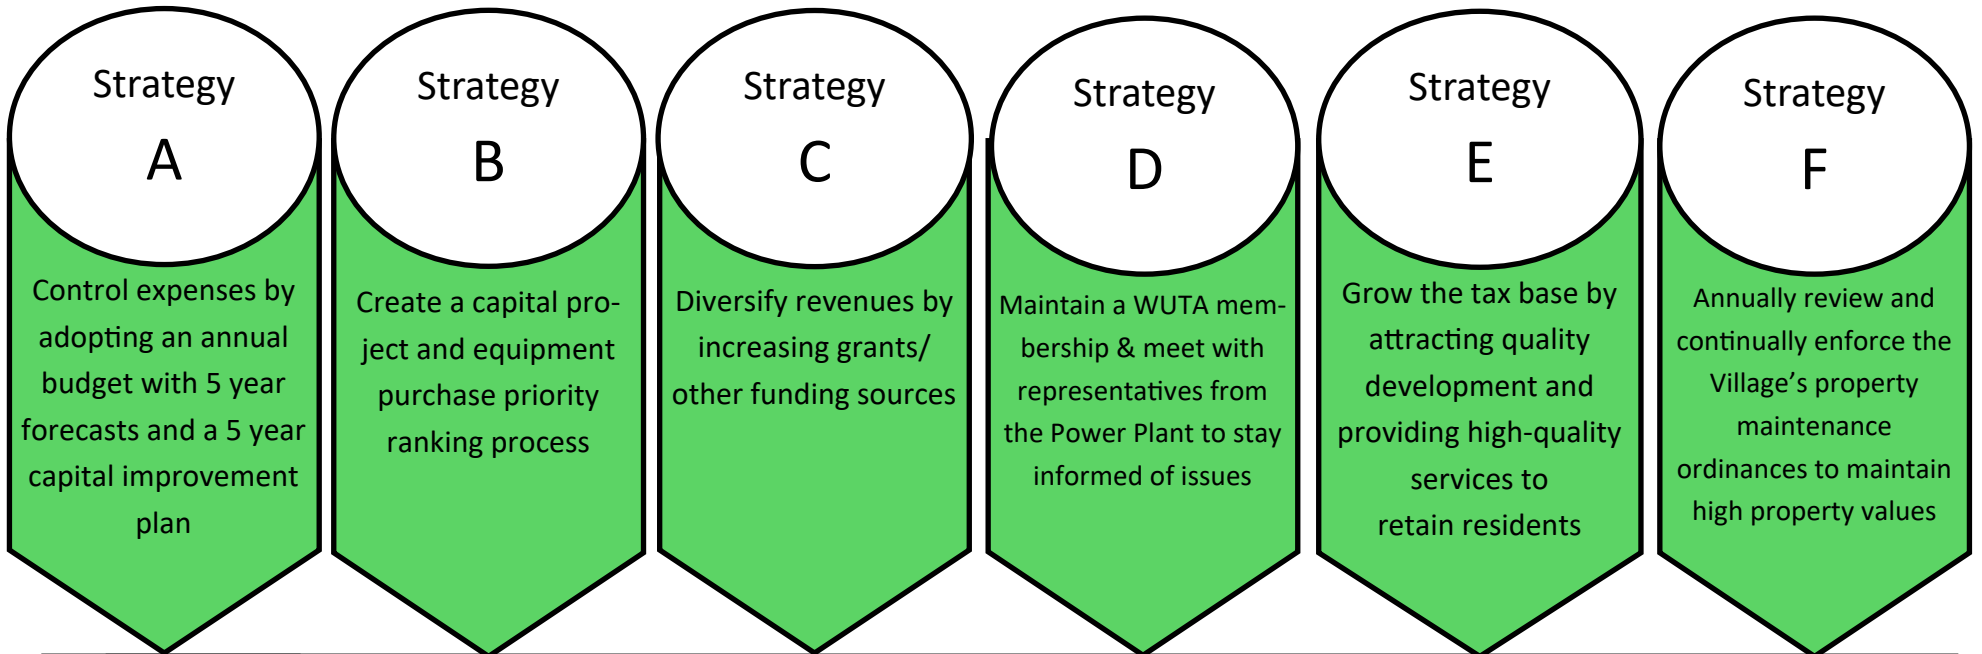 Strategy
A
Control expenses by
adopting an annual
budget with 5 year
forecasts and a 5 year
capital improvement
plan
Strategy
B
Create a capital pro-
ject and equipment
purchase priority
ranking process
Strategy
C
Diversify revenues by
increasing grants/
other funding sources
Strategy
D
Maintain a WUTA mem-
bership & meet with
representatives from
the Power Plant to stay
informed of issues
Strategy
E
Grow the tax base by
attracting quality
development and
providing high-quality
services to
retain residents
Strategy
F
Annually review and
continually enforce the
Village’s property
maintenance
ordinances to maintain
high property values